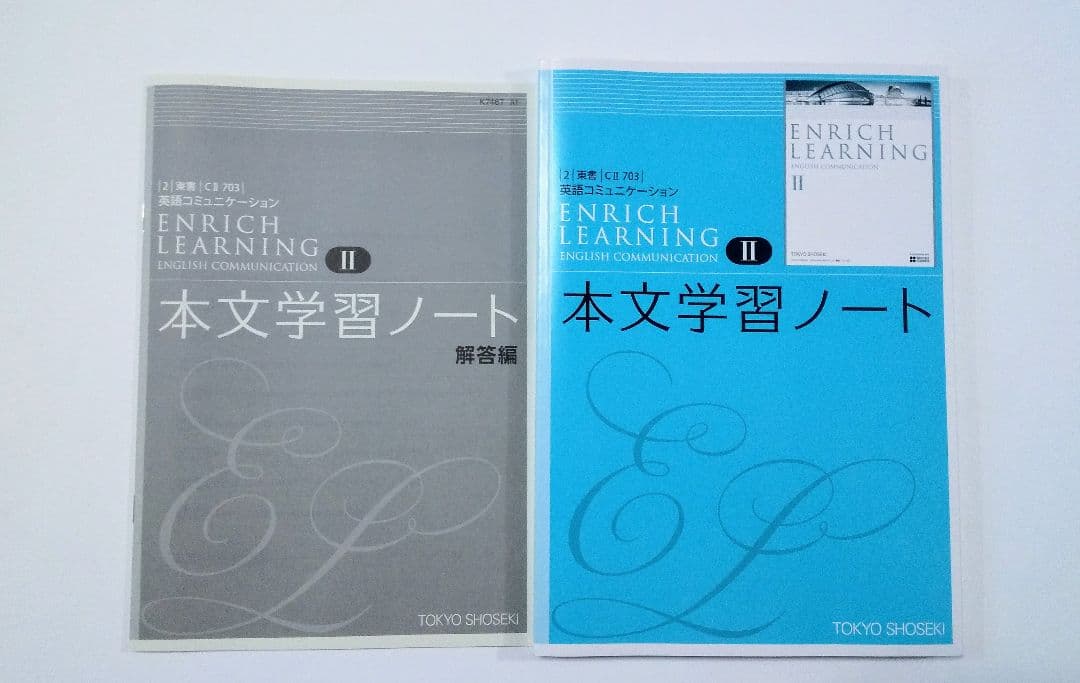 K7467 A1
|2|東書|CⅡ 703|
英語コミュニケーション
ENRICH
LEARNING
ENGLISH COMMUNICATION
Ⅱ
本文学習ノート
解答編
TOKYO SHOSEKI
|2|東書|CⅡ 703|
英語コミュニケーション
ENRICH
LEARNING
ENGLISH COMMUNICATION
Ⅱ
ENRICH
LEARNING
ENGLISH COMMUNICATION
Ⅱ
TOKYO SHOSEKI
本文学習ノート
TOKYO SHOSEKI